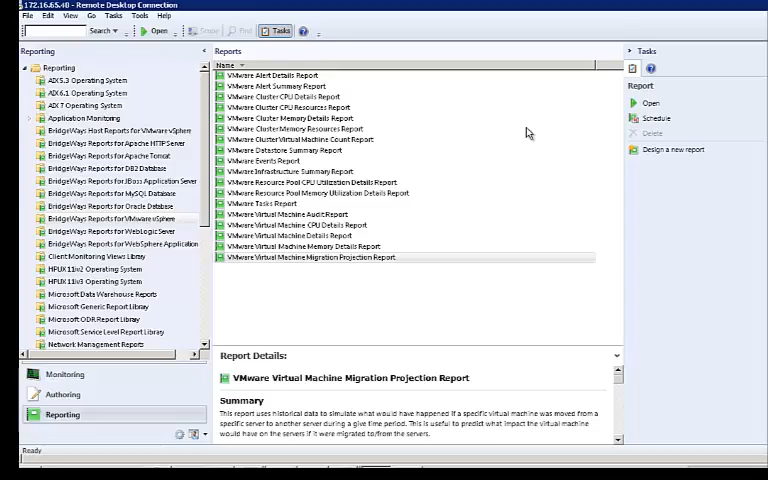 172.16.65.40 - Remote Desktop Connection
File Edit View Go Tasks Tools Help
Search Open Find Tasks
Reporting
Reporting
AIX 5.3 Operating System
AIX 6.1 Operating System
AIX 7 Operating System
Application Monitoring
BridgeWays Host Reports for VMware vSphere
BridgeWays Reports for Apache HTTP Server
BridgeWays Reports for Apache Tomcat
BridgeWays Reports for DB2 Database
BridgeWays Reports for JBoss Application Server
BridgeWays Reports for MySQL Database
BridgeWays Reports for Oracle Database
BridgeWays Reports for VMware vSphere
BridgeWays Reports for WebLogic Server
BridgeWays Reports for WebSphere Application
Client Monitoring Views Library
HPUX 11iv2 Operating System
HPUX 11iv3 Operating System
Microsoft Data Warehouse Reports
Microsoft Generic Report Library
Microsoft ODR Report Library
Microsoft Service Level Report Library
Network Management Reports
Monitoring
Authoring
Reporting
Ready
Reports
Name
VMware Alert Details Report
VMware Alert Summary Report
VMware Cluster CPU Details Report
VMware Cluster CPU Resources Report
VMware Cluster Memory Details Report
VMware Cluster Memory Resources Report
VMware Cluster Virtual Machine Count Report
VMware Datastore Summary Report
VMware Events Report
VMware Infrastructure Summary Report
VMware Resource Pool CPU Utilization Details Report
VMware Resource Pool Memory Utilization Details Report
VMware Tasks Report
VMware Virtual Machine Audit Report
VMware Virtual Machine CPU Details Report
VMware Virtual Machine Details Report
VMware Virtual Machine Memory Details Report
VMware Virtual Machine Migration Projection Report
Report Details:
VMware Virtual Machine Migration Projection Report
Summary
This report uses historical data to simulate what would have happened if a specific virtual machine was moved from a
specific server to another server during a give time period. This is useful to predict what impact the virtual machine
would have on the servers if it were migrated to/from the servers.
Tasks
Report
Open
Schedule
Delete
Design a new report